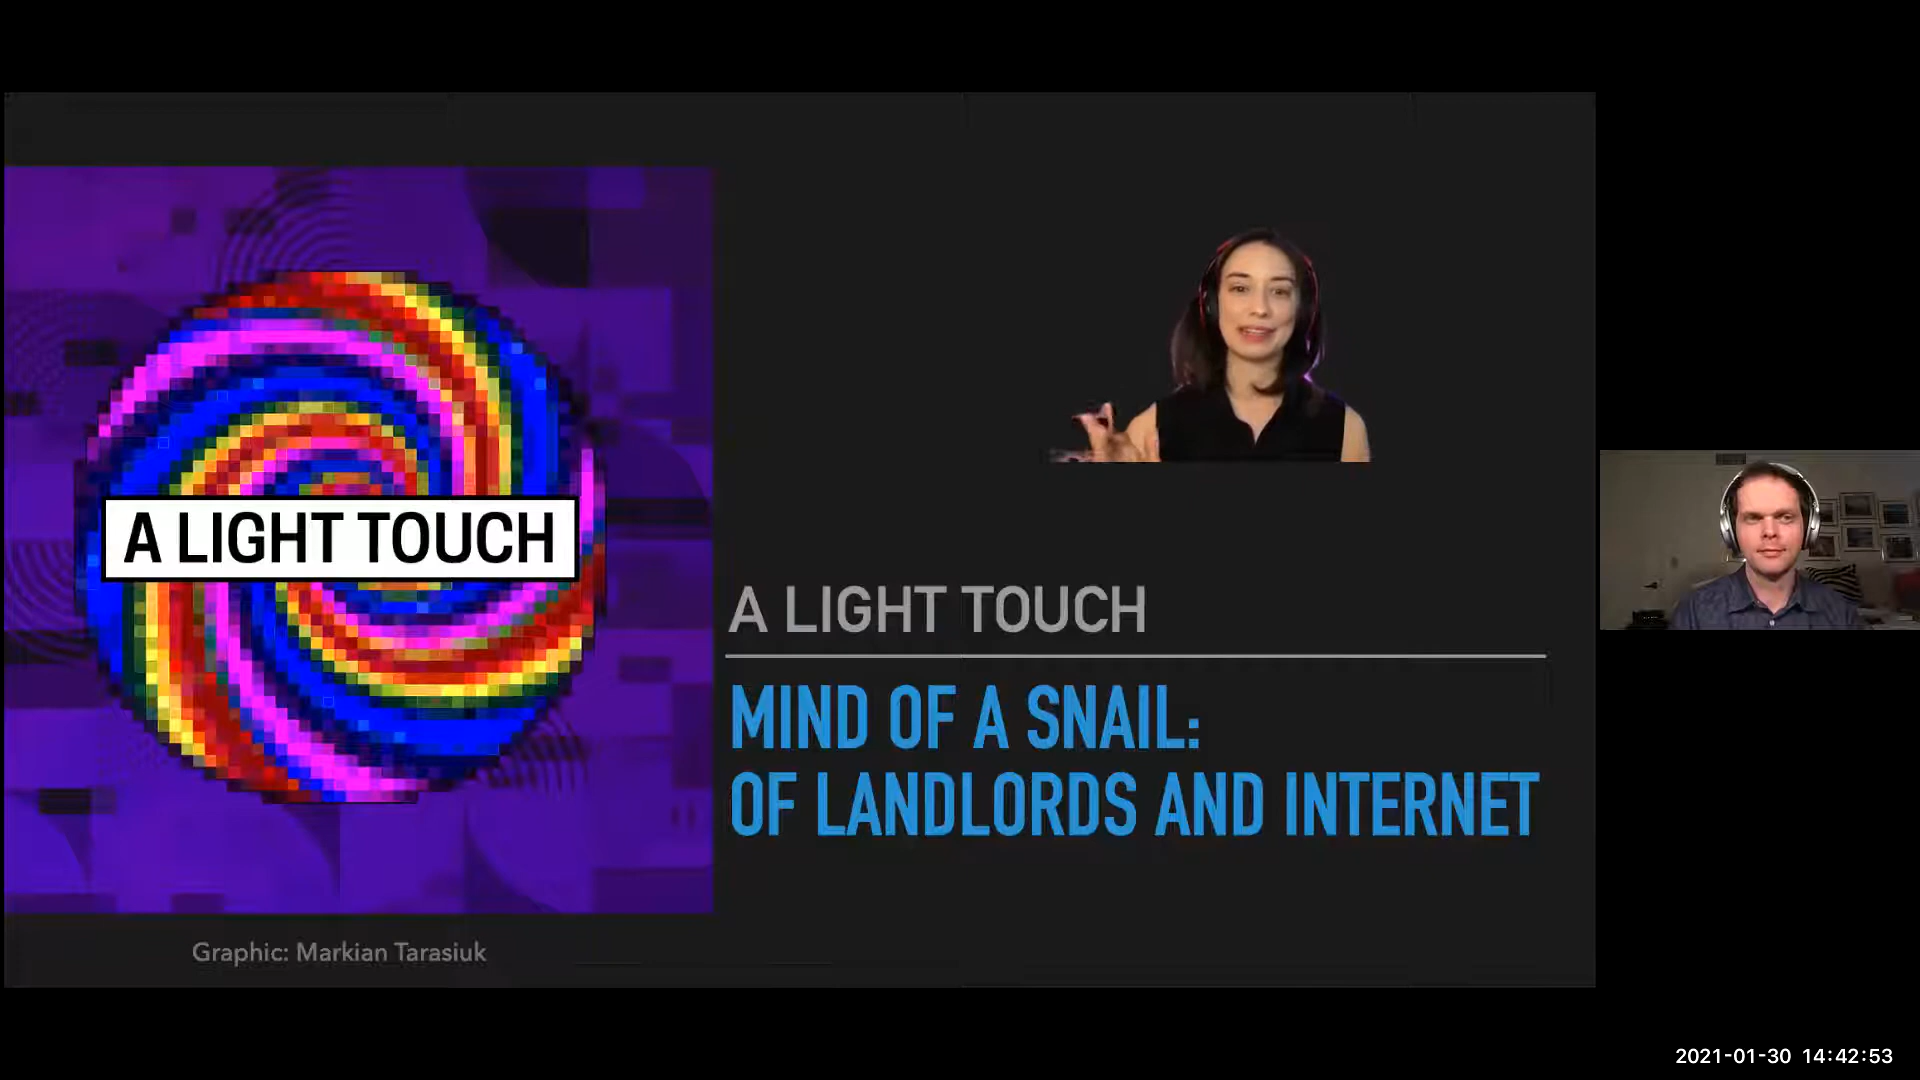 A LIGHT TOUCH
A LIGHT TOUCH
MIND OF A SNAIL:
OF LANDLORDS AND INTERNET
Graphic: Markian Tarasiuk
2021-01-30 14:42:53